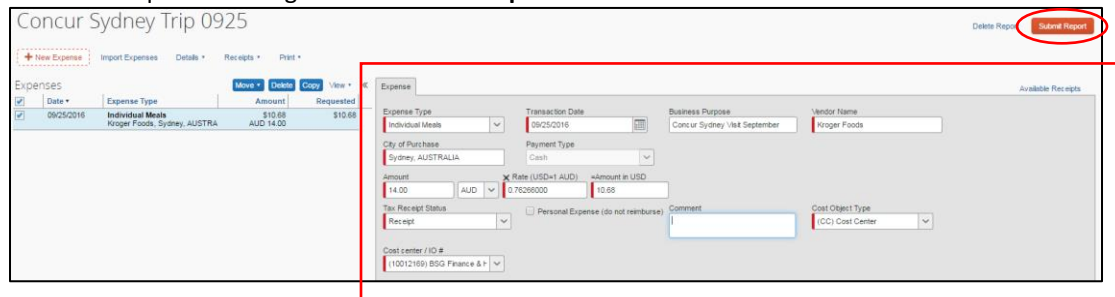 Concur Sydney Trip 0925
Delete Repor Submit Report
+ New Expense Import Expenses Details Receipts Print
Expenses Move Delete Copy View
Date Expense Type Amount Requested
09/25/2016 Individual Meals $10.68 $10.68
Kroger Foods, Sydney, AUSTRA AUD 14.00
Expense
Available Receipts
Expense Type Transaction Date Business Purpose Vendor Name
Individual Meals 09/25/2016 Concur Sydney Visit September Kroger Foods
City of Purchase Payment Type
Sydney, AUSTRALIA Cash
Amount X Rate (USD=1 AUD) =Amount in USD
14.00 AUD 0.76266000 10.68
Tax Receipt Status Personal Expense (do not reimburse) Comment Cost Object Type
Receipt (CC) Cost Center
Cost center / IO #
(10012169) BSG Finance &